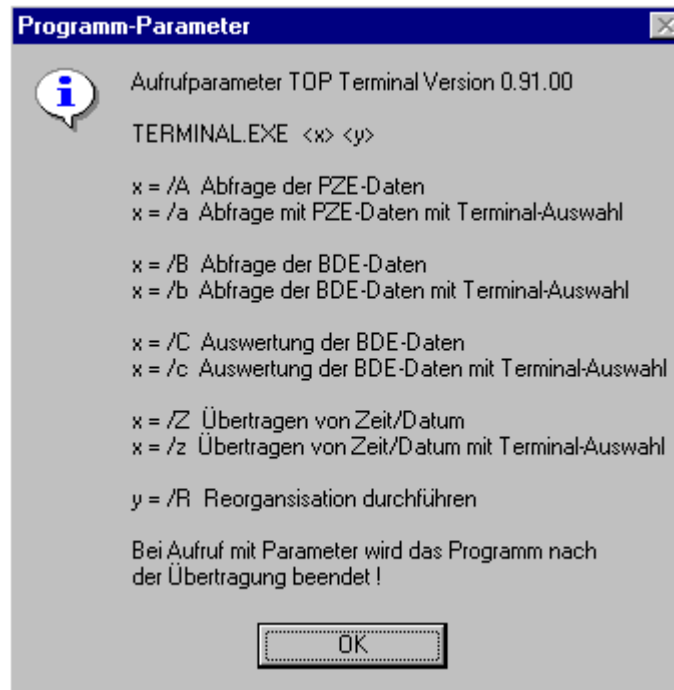 Programm-Parameter
Aufrufparameter TOP Terminal Version 0.91.00
TERMINAL.EXE <x> <y>
x = /A Abfrage der PZE-Daten
x = /a Abfrage mit PZE-Daten mit Terminal-Auswahl
x = /B Abfrage der BDE-Daten
x = /b Abfrage der BDE-Daten mit Terminal-Auswahl
x = /C Auswertung der BDE-Daten
x = /c Auswertung der BDE-Daten mit Terminal-Auswahl
x = /Z Übertragen von Zeit/Datum
x = /z Übertragen von Zeit/Datum mit Terminal-Auswahl
y = /R Reorgansisation durchführen
Bei Aufruf mit Parameter wird das Programm nach
der Übertragung beendet !
OK